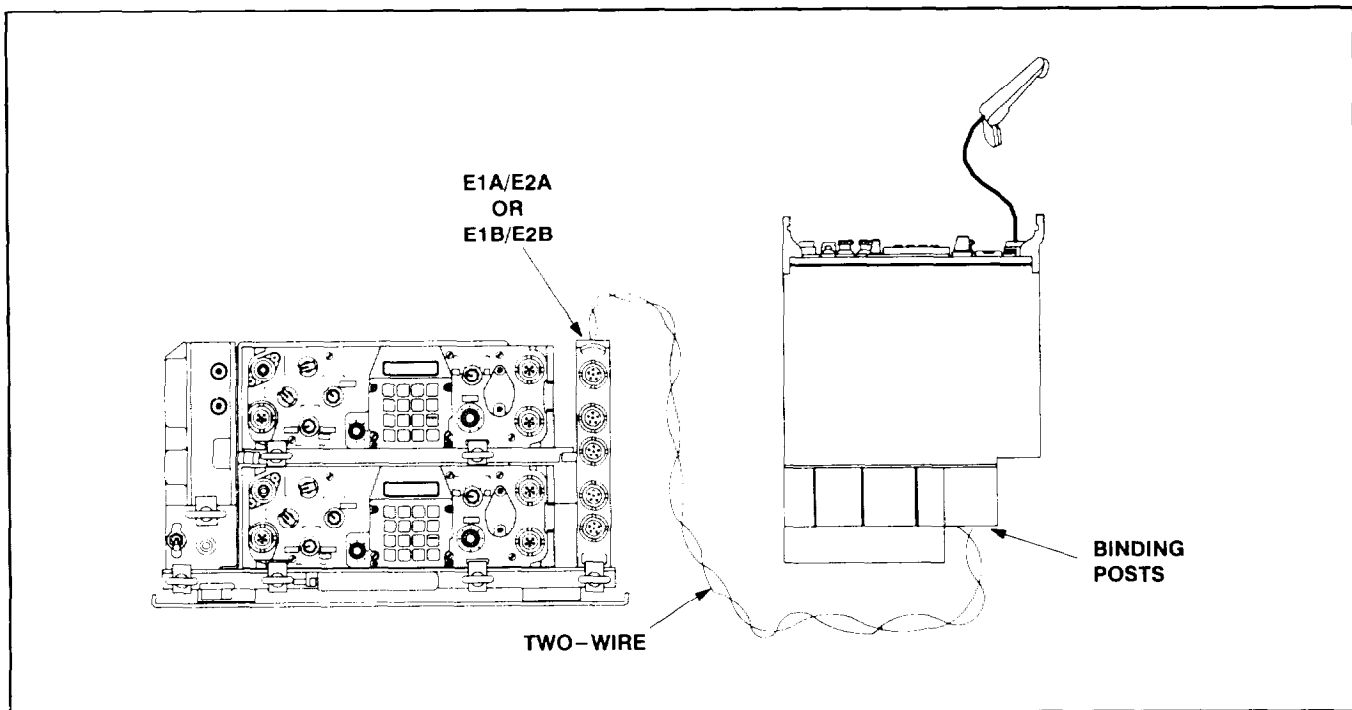 E1A/E2A
OR
E1B/E2B
BINDING
POSTS
TWO-WIRE